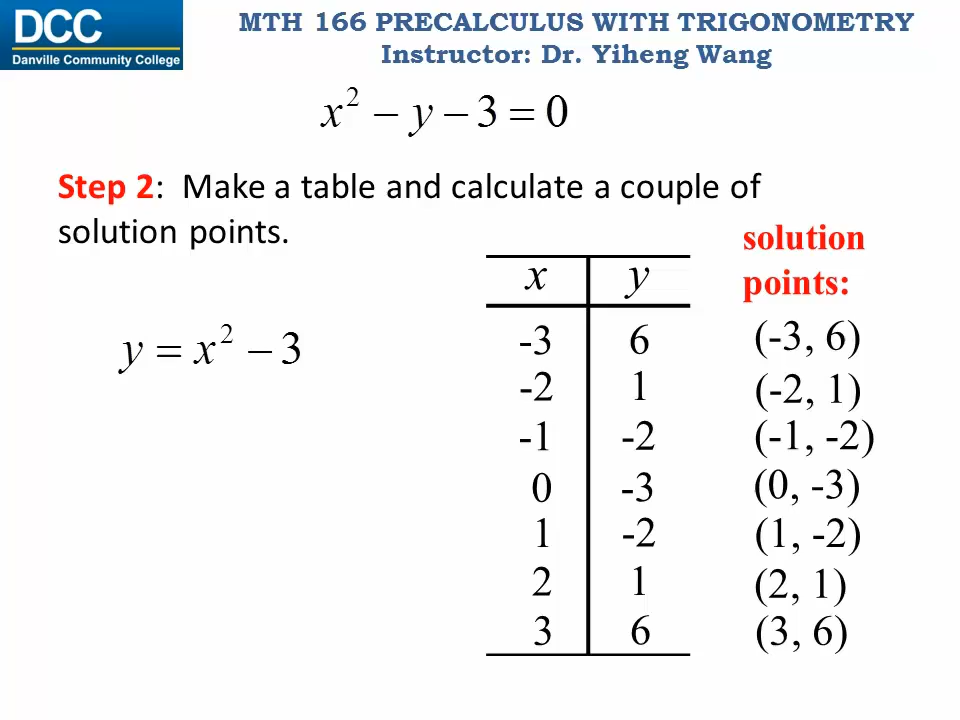 DCC
Danville Community College
MTH 166 PRECALCULUS WITH TRIGONOMETRY
Instructor: Dr. Yiheng Wang
x² − y − 3 = 0
Step 2: Make a table and calculate a couple of
solution points.
solution
points:
y = x² − 3
x y
-3 6 (-3, 6)
-2 1 (-2, 1)
-1 -2 (-1, -2)
0 -3 (0, -3)
1 -2 (1, -2)
2 1 (2, 1)
3 6 (3, 6)